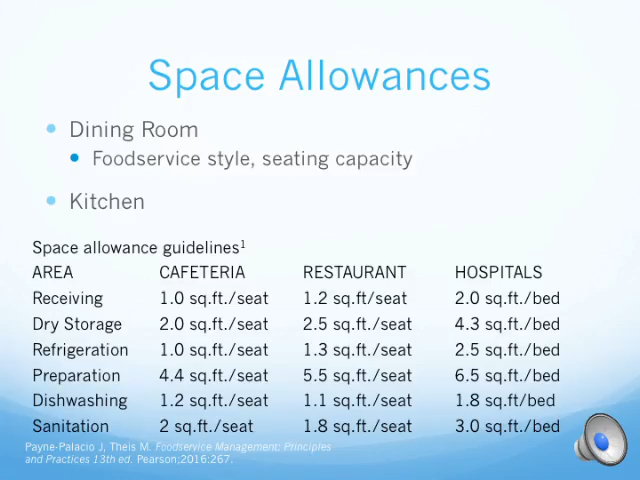 Space Allowances
Dining Room
Foodservice style, seating capacity
Kitchen
Space allowance guidelines¹
AREA CAFETERIA RESTAURANT HOSPITALS
Receiving 1.0 sq.ft./seat 1.2 sq.ft/seat 2.0 sq.ft./bed
Dry Storage 2.0 sq.ft./seat 2.5 sq.ft./seat 4.3 sq.ft./bed
Refrigeration 1.0 sq.ft./seat 1.3 sq.ft./seat 2.5 sq.ft./bed
Preparation 4.4 sq.ft./seat 5.5 sq.ft./seat 6.5 sq.ft./bed
Dishwashing 1.2 sq.ft./seat 1.1 sq.ft./seat 1.8 sq.ft/bed
Sanitation 2 sq.ft./seat 1.8 sq.ft./seat 3.0 sq.ft./bed
Payne-Palacio J, Theis M. Foodservice Management; Principles
and Practices 13th ed. Pearson;2016:267.